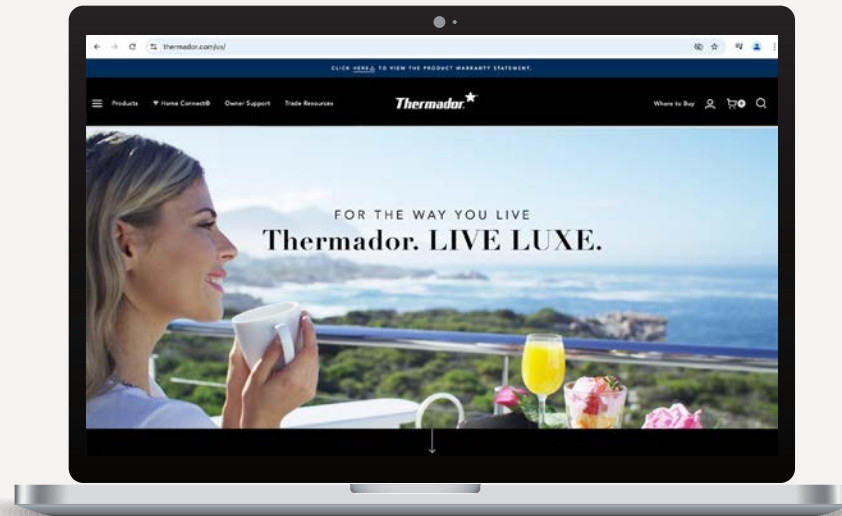 thermador.com/us/
CLICK HERE TO VIEW THE PRODUCT WARRANTY STATEMENT.
Products Home Connect® Owner Support Trade Resources Thermador Where to Buy 0
FOR THE WAY YOU LIVE
Thermador. LIVE LUXE.